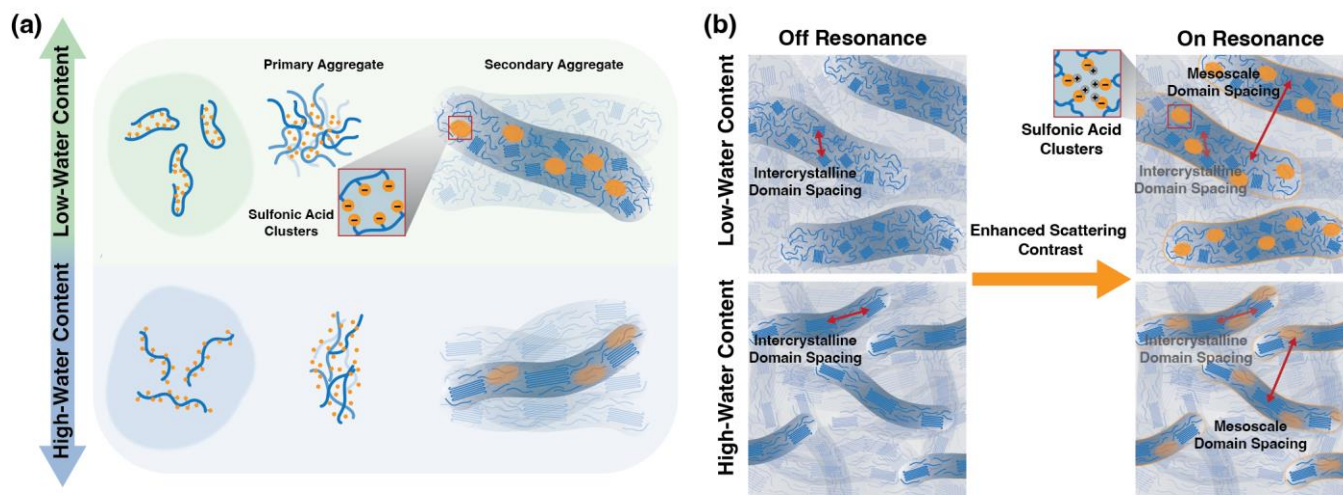 (a)
Low-Water Content
High-Water Content
Primary Aggregate
Secondary Aggregate
Sulfonic Acid
Clusters
(b)
Off Resonance
On Resonance
Low-Water Content
High-Water Content
Intercrystalline
Domain Spacing
Sulfonic Acid
Clusters
Mesoscale
Domain Spacing
Intercrystalline
Domain Spacing
Enhanced Scattering
Contrast
Intercrystalline
Domain Spacing
Intercrystalline
Domain Spacing
Mesoscale
Domain Spacing